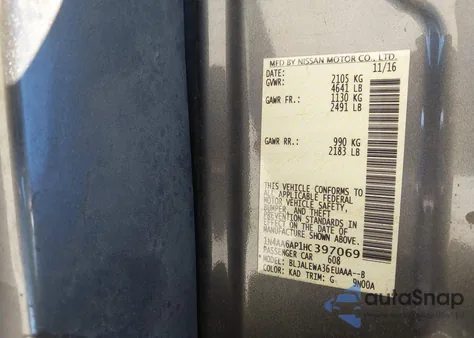 MFD BY NISSAN MOTOR CO., LTD.
DATE: 11/16
GVWR: 2105 KG
4641 LB
GAWR FR.: 1130 KG
2491 LB
GAWR RR.: 990 KG
2183 LB
THIS VEHICLE CONFORMS TO
ALL APPLICABLE FEDERAL
MOTOR VEHICLE SAFETY,
BUMPER, AND THEFT
PREVENTION STANDARDS
IN EFFECT ON THE DATE OF
MANUFACTURE SHOWN ABOVE.
1N4AA6AP1HC397069
PASSENGER CAR 608
MODEL: BL3ALEWA36EUAAA--B
COLOR: KAD TRIM: G 9N00A
autoSnap